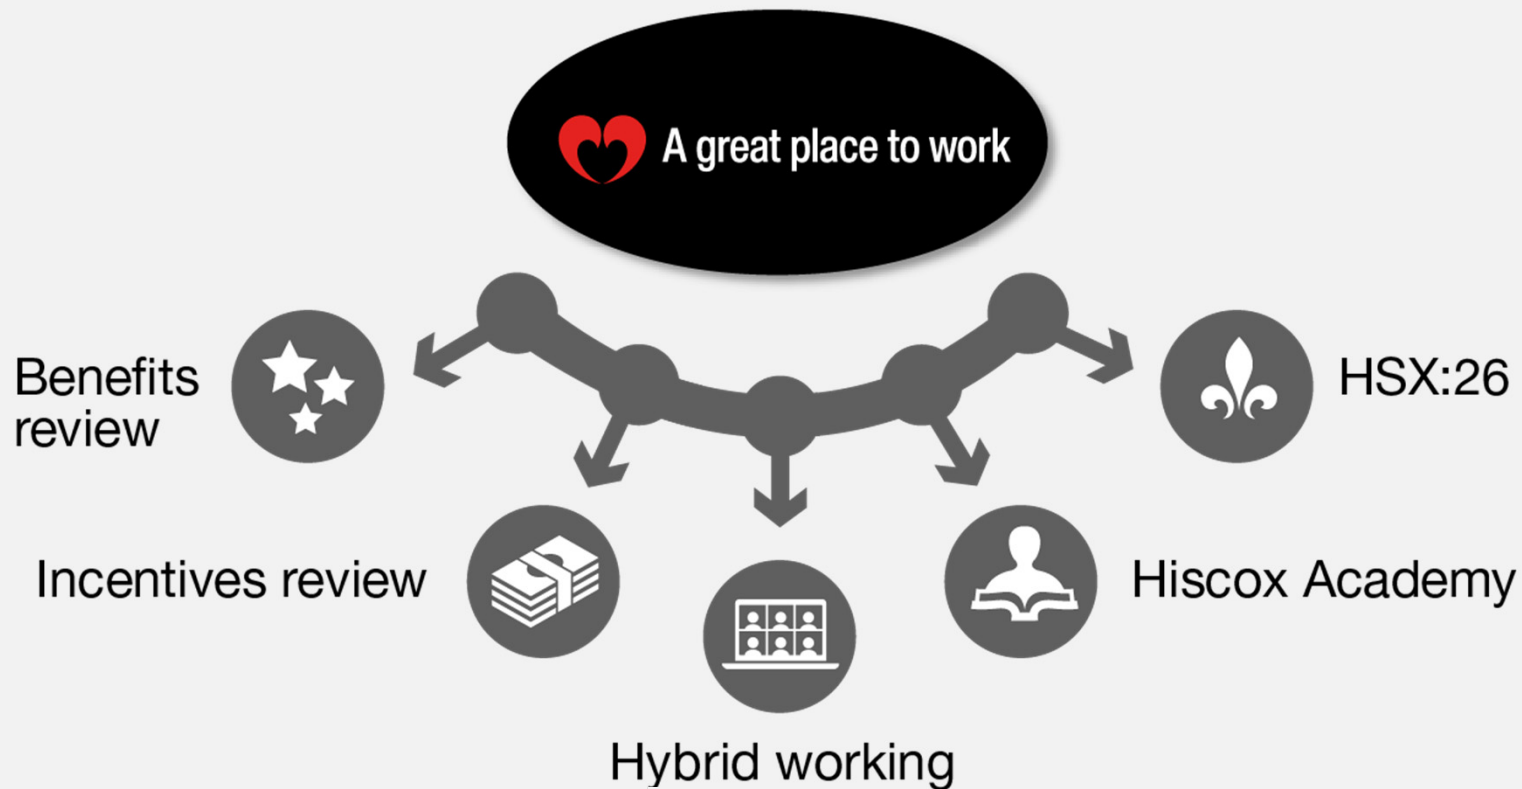 A great place to work
Benefits
review
HSX:26
Incentives review
Hiscox Academy
Hybrid working